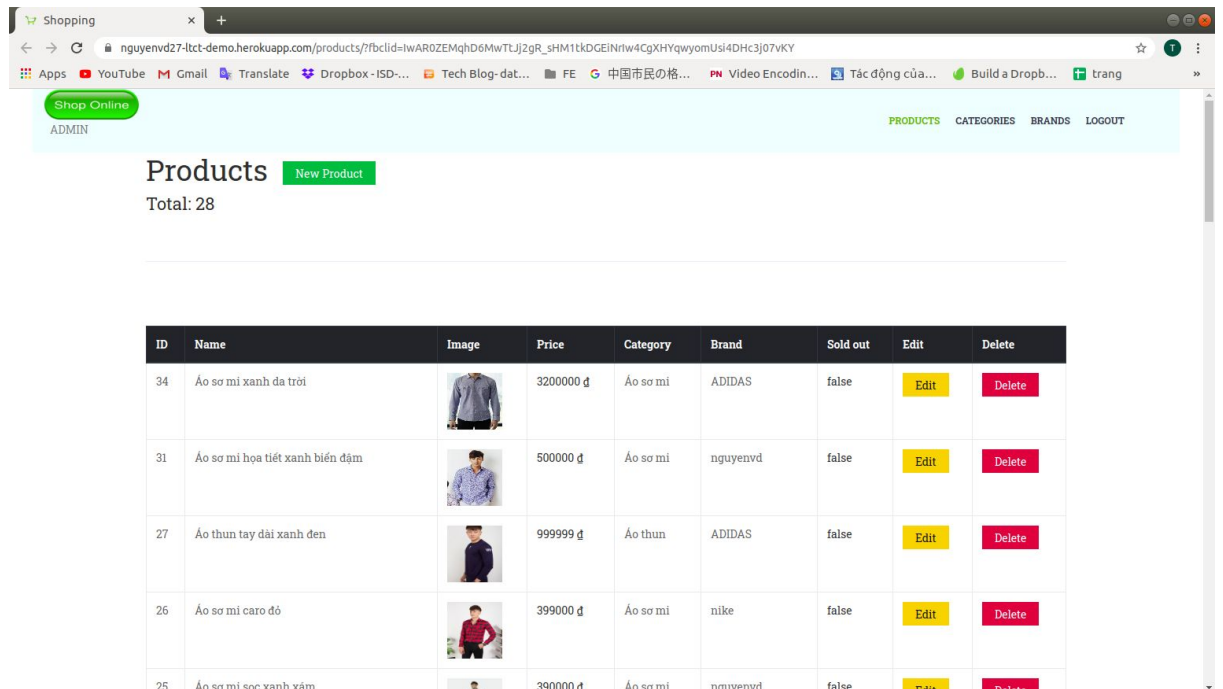 Shopping
nguyenvd27-ltct-demo.herokuapp.com/products/?fbclid=IwAR0ZEMqhD6MwTtJj2gR_sHM1tkDGEiNrIw4CgXHYqwyomUsi4DHc3j07vKY
T
Apps YouTube Gmail Translate Dropbox - ISD-... Tech Blog- dat... FE 中国市民の格... PN Video Encodin... Tác động của... Build a Dropb... trang »
Shop Online
ADMIN
PRODUCTS CATEGORIES BRANDS LOGOUT
Products New Product
Total: 28
ID Name Image Price Category Brand Sold out Edit Delete
34 Áo sơ mi xanh da trời 3200000 ₫ Áo sơ mi ADIDAS false Edit Delete
31 Áo sơ mi họa tiết xanh biển đậm 500000 ₫ Áo sơ mi nguyenvd false Edit Delete
27 Áo thun tay dài xanh đen 999999 ₫ Áo thun ADIDAS false Edit Delete
26 Áo sơ mi caro đỏ 399000 ₫ Áo sơ mi nike false Edit Delete
25 Áo sơ mi sọc xanh xám 390000 ₫ Áo sơ mi nguyenvd false Edit Delete